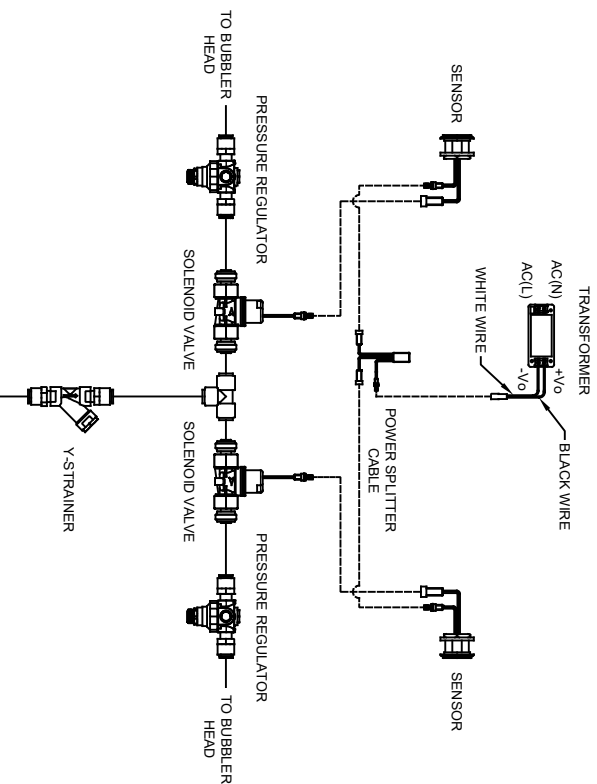 TO BUBBLER
HEAD
PRESSURE REGULATOR
SOLENOID VALVE
SENSOR
TRANSFORMER
AC(N)
AC(L)
+Vo
-Vo
WHITE WIRE
BLACK WIRE
POWER SPLITTER
CABLE
Y-STRAINER
SOLENOID VALVE
PRESSURE REGULATOR
SENSOR
TO BUBBLER
HEAD